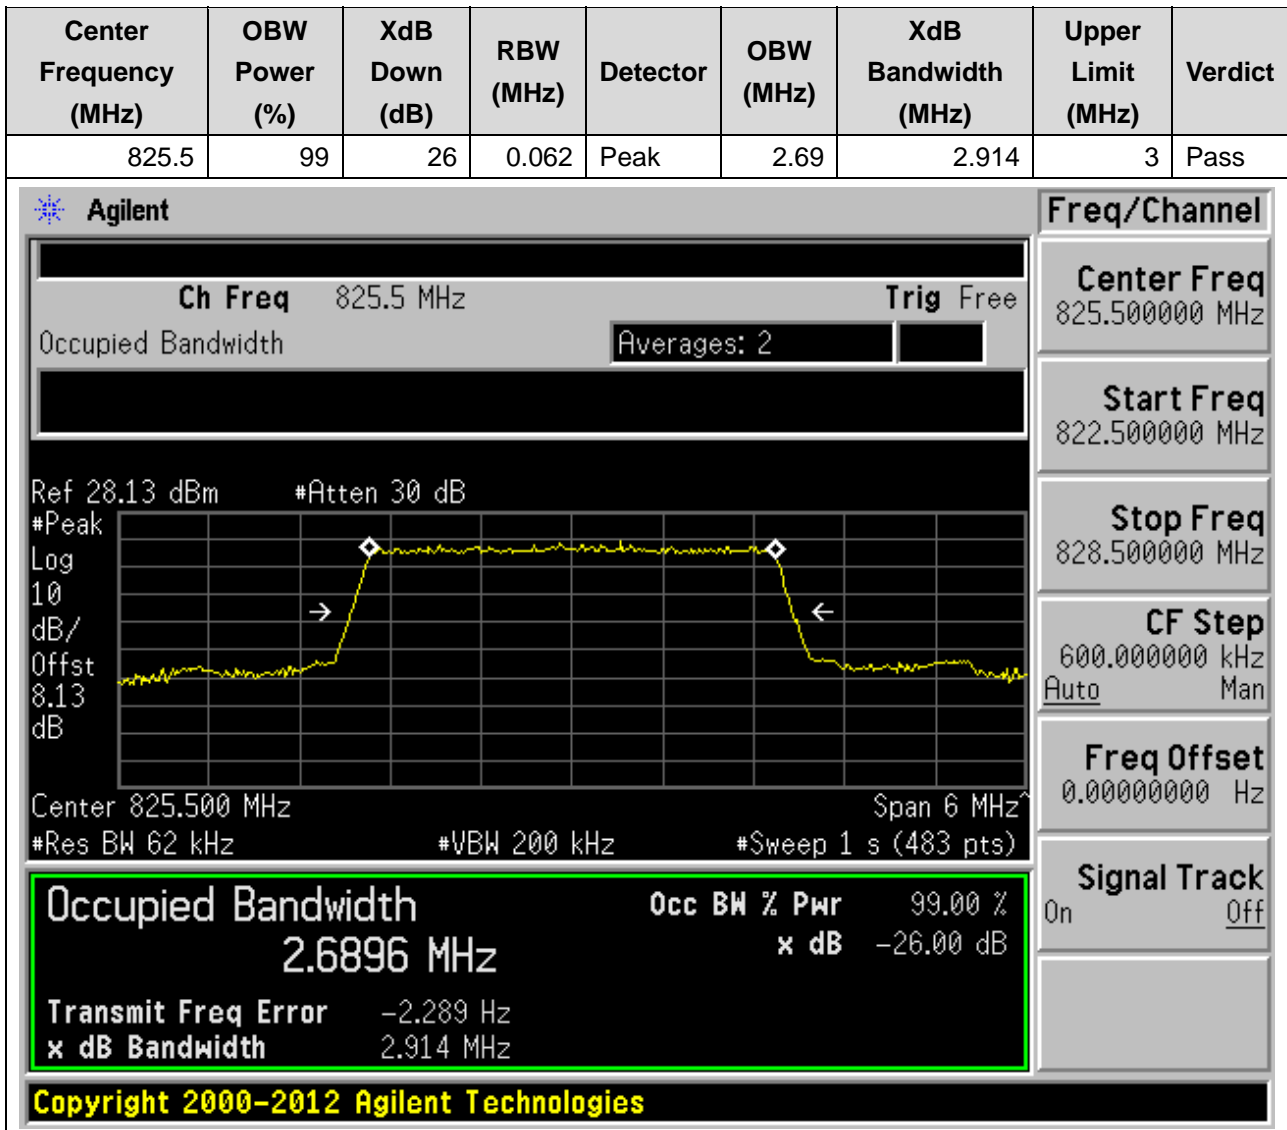 Center Frequency (MHz) OBW Power (%) XdB Down (dB) RBW (MHz) Detector OBW (MHz) XdB Bandwidth (MHz) Upper Limit (MHz) Verdict
825.5 99 26 0.062 Peak 2.69 2.914 3 Pass
Agilent
Freq/Channel
Ch Freq 825.5 MHz Trig Free
Occupied Bandwidth Averages: 2
Center Freq
825.500000 MHz
Start Freq
822.500000 MHz
Stop Freq
828.500000 MHz
CF Step
600.000000 kHz
Auto Man
Freq Offset
0.00000000 Hz
Signal Track
On Off
Ref 28.13 dBm #Atten 30 dB
#Peak
Log
10
dB/
Offst
8.13
dB
Center 825.500 MHz Span 6 MHz^
#Res BW 62 kHz #VBW 200 kHz #Sweep 1 s (483 pts)
Occupied Bandwidth Occ BW % Pwr 99.00 %
2.6896 MHz x dB -26.00 dB
Transmit Freq Error -2.289 Hz
x dB Bandwidth 2.914 MHz
Copyright 2000-2012 Agilent Technologies